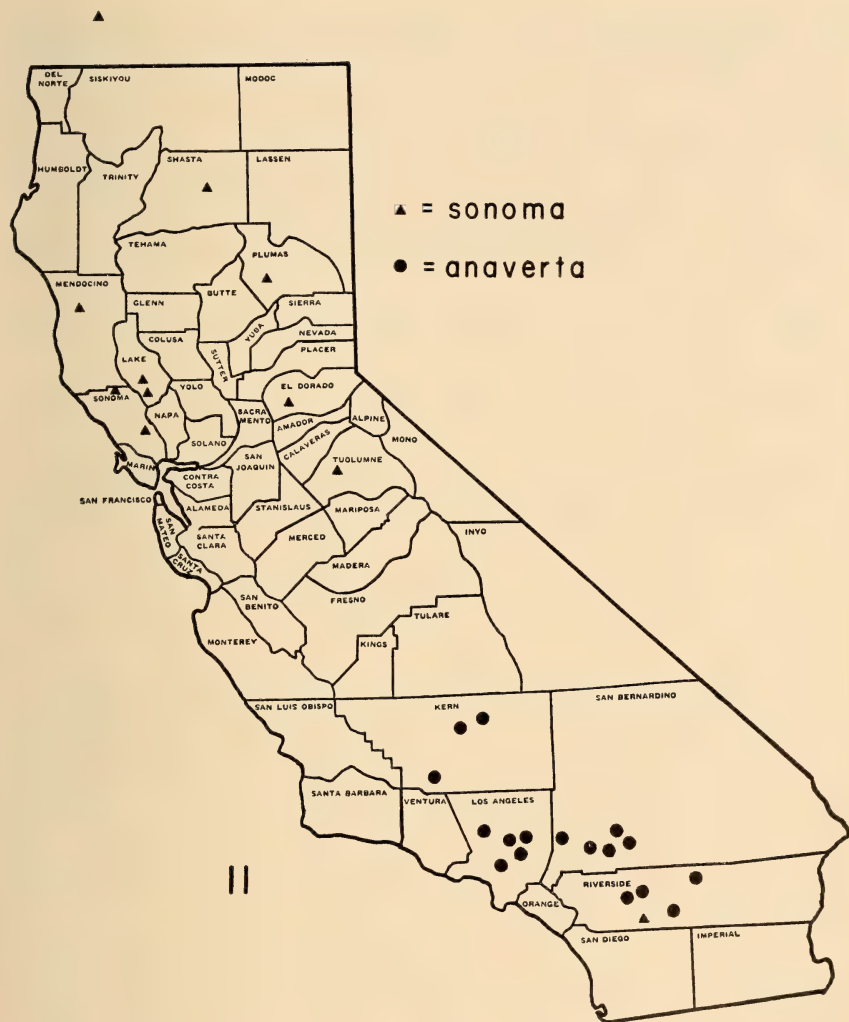 DEL NORTE
SISKIYOU
MODOC
HUMBOLDT
TRINITY
SHASTA
LASSEN
▲ = sonoma
● = anaverta
TEHAMA
PLUMAS
MENDOCINO
GLENN
BUTTE
SIERRA
COLUSA
YUBA
NEVADA
PLACER
LAKE
SUTTER
SONOMA
YOLO
EL DORADO
NAPA
SACRAMENTO
AMADOR
ALPINE
SOLANO
CALAVERAS
MONO
MARIN
SAN JOAQUIN
TUOLUMNE
CONTRA COSTA
SAN FRANCISCO
ALAMEDA
STANISLAUS
MARIPOSA
SAN MATEO
SANTA CLARA
MERCED
INYO
SANTA CRUZ
MADERA
SAN BENITO
FRESNO
TULARE
MONTEREY
KINGS
SAN LUIS OBISPO
KERN
SAN BERNARDINO
SANTA BARBARA
VENTURA
LOS ANGELES
11
RIVERSIDE
ORANGE
SAN DIEGO
IMPERIAL